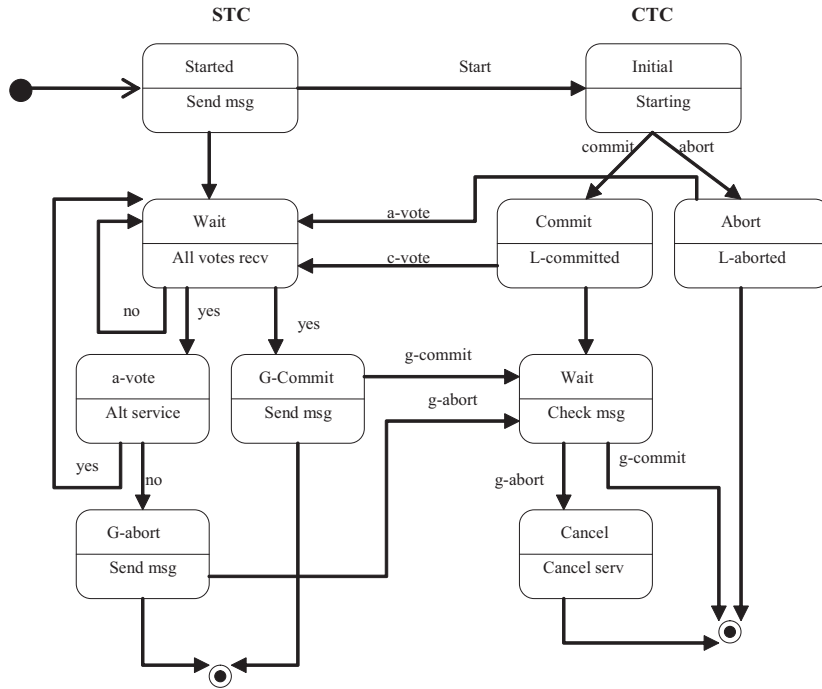 STC
CTC
Started
Start
Initial
Send msg
Starting
commit
abort
Wait
a-vote
Commit
Abort
All votes recv
c-vote
L-committed
L-aborted
no
yes
yes
g-commit
a-vote
G-Commit
Wait
g-abort
Alt service
Send msg
Check msg
yes
no
g-abort
g-commit
G-abort
Cancel
Send msg
Cancel serv